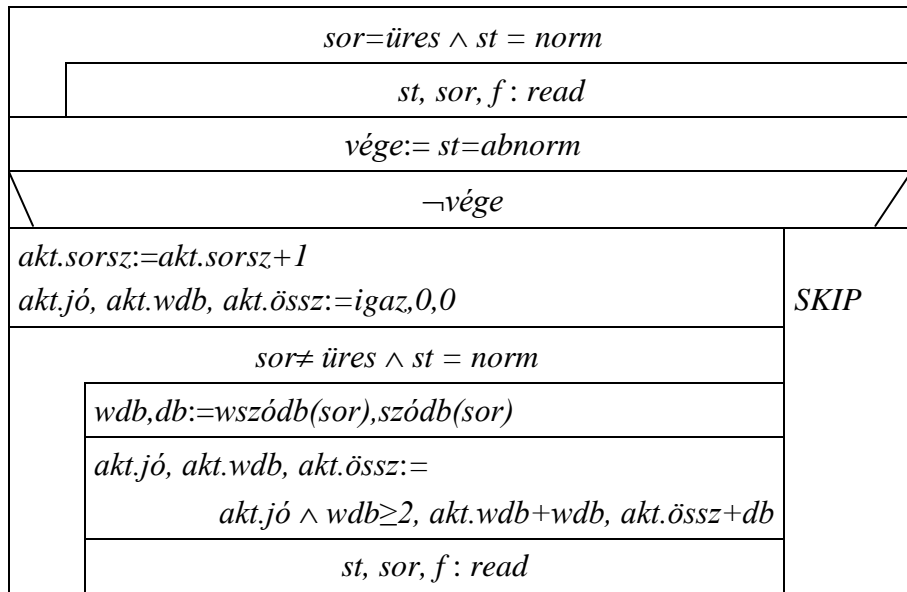 sor=üres ∧ st = norm
st, sor, f : read
vége:= st=abnorm
¬vége
akt.sorsz:=akt.sorsz+1
akt.jó, akt.wdb, akt.össz:=igaz,0,0
SKIP
sor≠ üres ∧ st = norm
wdb,db:=wszódb(sor),szódb(sor)
akt.jó, akt.wdb, akt.össz:=
akt.jó ∧ wdb≥2, akt.wdb+wdb, akt.össz+db
st, sor, f : read